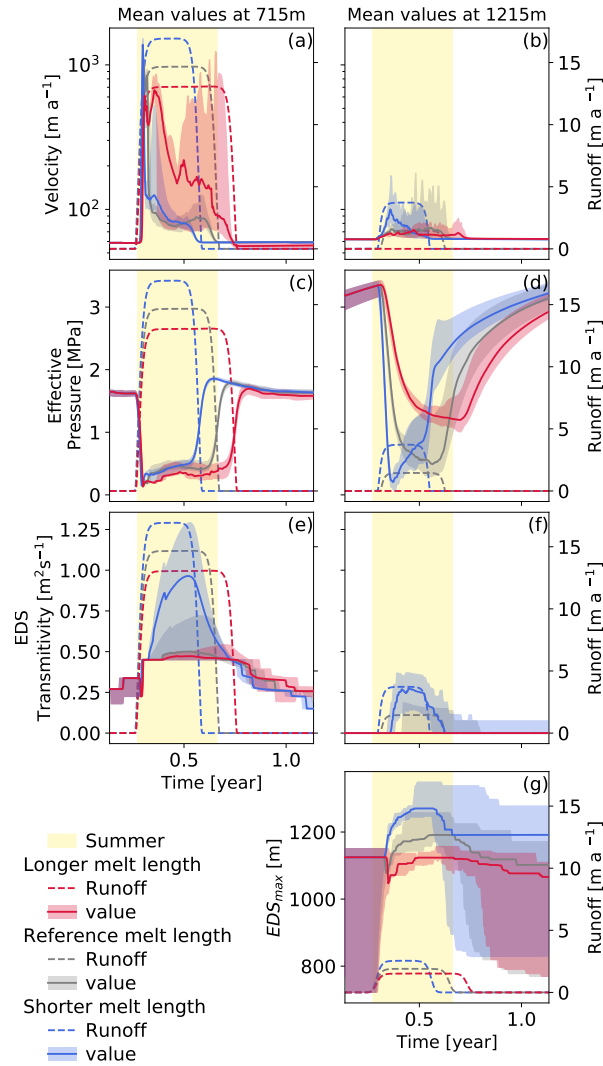 Mean values at 715m
Mean values at 1215m
(a)
(b)
10³
10²
Velocity [m a⁻¹]
15
10
5
0
Runoff [m a⁻¹]
(c)
(d)
3
2
1
0
Effective
Pressure [MPa]
15
10
5
0
Runoff [m a⁻¹]
(e)
(f)
1.25
1.00
0.75
0.50
0.25
0.00
EDS
Transmitivity [m²s⁻¹]
15
10
5
0
Runoff [m a⁻¹]
0.5
1.0
Time [year]
(g)
1200
1000
800
EDSmax [m]
15
10
5
0
Runoff [m a⁻¹]
0.5
1.0
Time [year]
Summer
Longer melt length
Runoff
value
Reference melt length
Runoff
value
Shorter melt length
Runoff
value